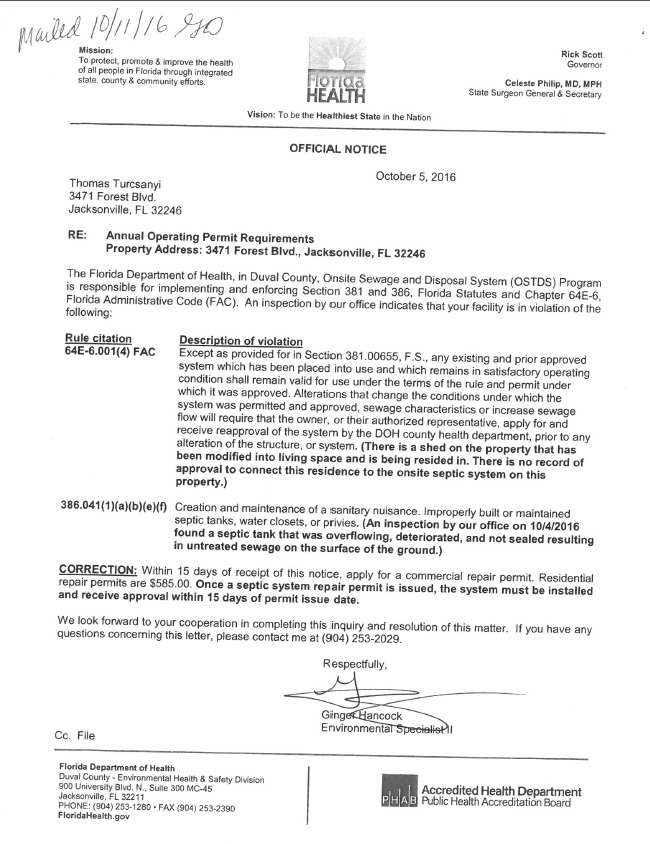 Mailed 10/11/16
Mission:
To protect, promote & improve the health
of all people in Florida through integrated
state, county & community efforts.
Florida
HEALTH
Rick Scott
Governor
Celeste Philip, MD, MPH
State Surgeon General & Secretary
Vision: To be the Healthiest State in the Nation
OFFICIAL NOTICE
October 5, 2016
Thomas Turcsanyi
3471 Forest Blvd.
Jacksonville, FL 32246
RE: Annual Operating Permit Requirements
Property Address: 3471 Forest Blvd., Jacksonville, FL 32246
The Florida Department of Health, in Duval County, Onsite Sewage and Disposal System (OSTDS) Program
is responsible for implementing and enforcing Section 381 and 386, Florida Statutes and Chapter 64E-6,
Florida Administrative Code (FAC). An inspection by our office indicates that your facility is in violation of the
following:
Rule citation Description of violation
64E-6.001(4) FAC Except as provided for in Section 381.00655, F.S., any existing and prior approved
system which has been placed into use and which remains in satisfactory operating
condition shall remain valid for use under the terms of the rule and permit under
which it was approved. Alterations that change the conditions under which the
system was permitted and approved, sewage characteristics or increase sewage
flow will require that the owner, or their authorized representative, apply for and
receive reapproval of the system by the DOH county health department, prior to any
alteration of the structure, or system. (There is a shed on the property that has
been modified into living space and is being resided in. There is no record of
approval to connect this residence to the onsite septic system on this
property.)
386.041(1)(a)(b)(e)(f) Creation and maintenance of a sanitary nuisance. Improperly built or maintained
septic tanks, water closets, or privies. (An inspection by our office on 10/4/2016
found a septic tank that was overflowing, deteriorated, and not sealed resulting
in untreated sewage on the surface of the ground.)
CORRECTION: Within 15 days of receipt of this notice, apply for a commercial repair permit. Residential
repair permits are $585.00. Once a septic system repair permit is issued, the system must be installed
and receive approval within 15 days of permit issue date.
We look forward to your cooperation in completing this inquiry and resolution of this matter. If you have any
questions concerning this letter, please contact me at (904) 253-2029.
Respectfully,
Ginger Hancock
Environmental Specialist II
Cc. File
Florida Department of Health
Duval County - Environmental Health & Safety Division
900 University Blvd. N., Suite 300 MC-45
Jacksonville, FL 32211
PHONE: (904) 253-1280 • FAX (904) 253-2390
FloridaHealth.gov
PHAB
Accredited Health Department
Public Health Accreditation Board